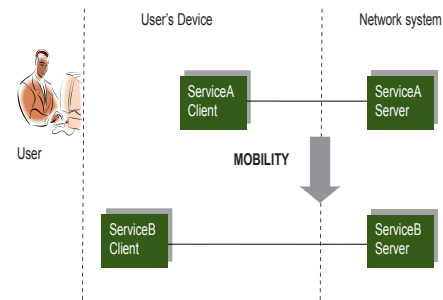 User's Device
Network system
ServiceA
Client
ServiceA
Server
User
MOBILITY
ServiceB
Client
ServiceB
Server